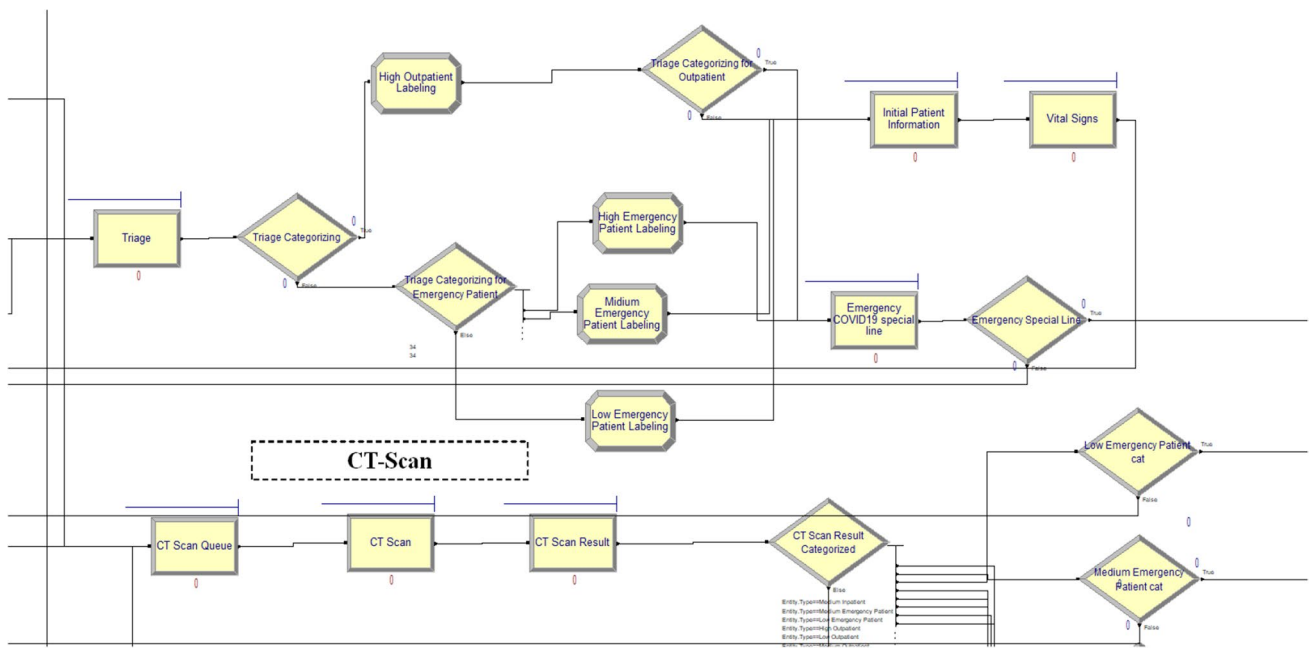 High Outpatient
Labeling
Triage Categorizing for
Outpatient
0
True
0
False
Initial Patient
Information
0
Vital Signs
0
Triage
0
Triage Categorizing
0
True
0
False
Triage Categorizing for
Emergency Patient
Else
34
34
High Emergency
Patient Labeling
Midium
Emergency
Patient Labeling
Low Emergency
Patient Labeling
Emergency
COVID19 special
line
0
Emergency Special Line
0
True
0
False
CT-Scan
CT Scan Queue
0
CT Scan
0
CT Scan Result
0
CT Scan Result
Categorized
Else
Entity.Type==Medium Inpatient
Entity.Type==Medium Emergency Patient
Entity.Type==Low Emergency Patient
Entity.Type==High Outpatient
Entity.Type==Low Outpatient
Low Emergency Patient
cat
True
False
0
Medium Emergency
Patient cat
0
0
True
0
False